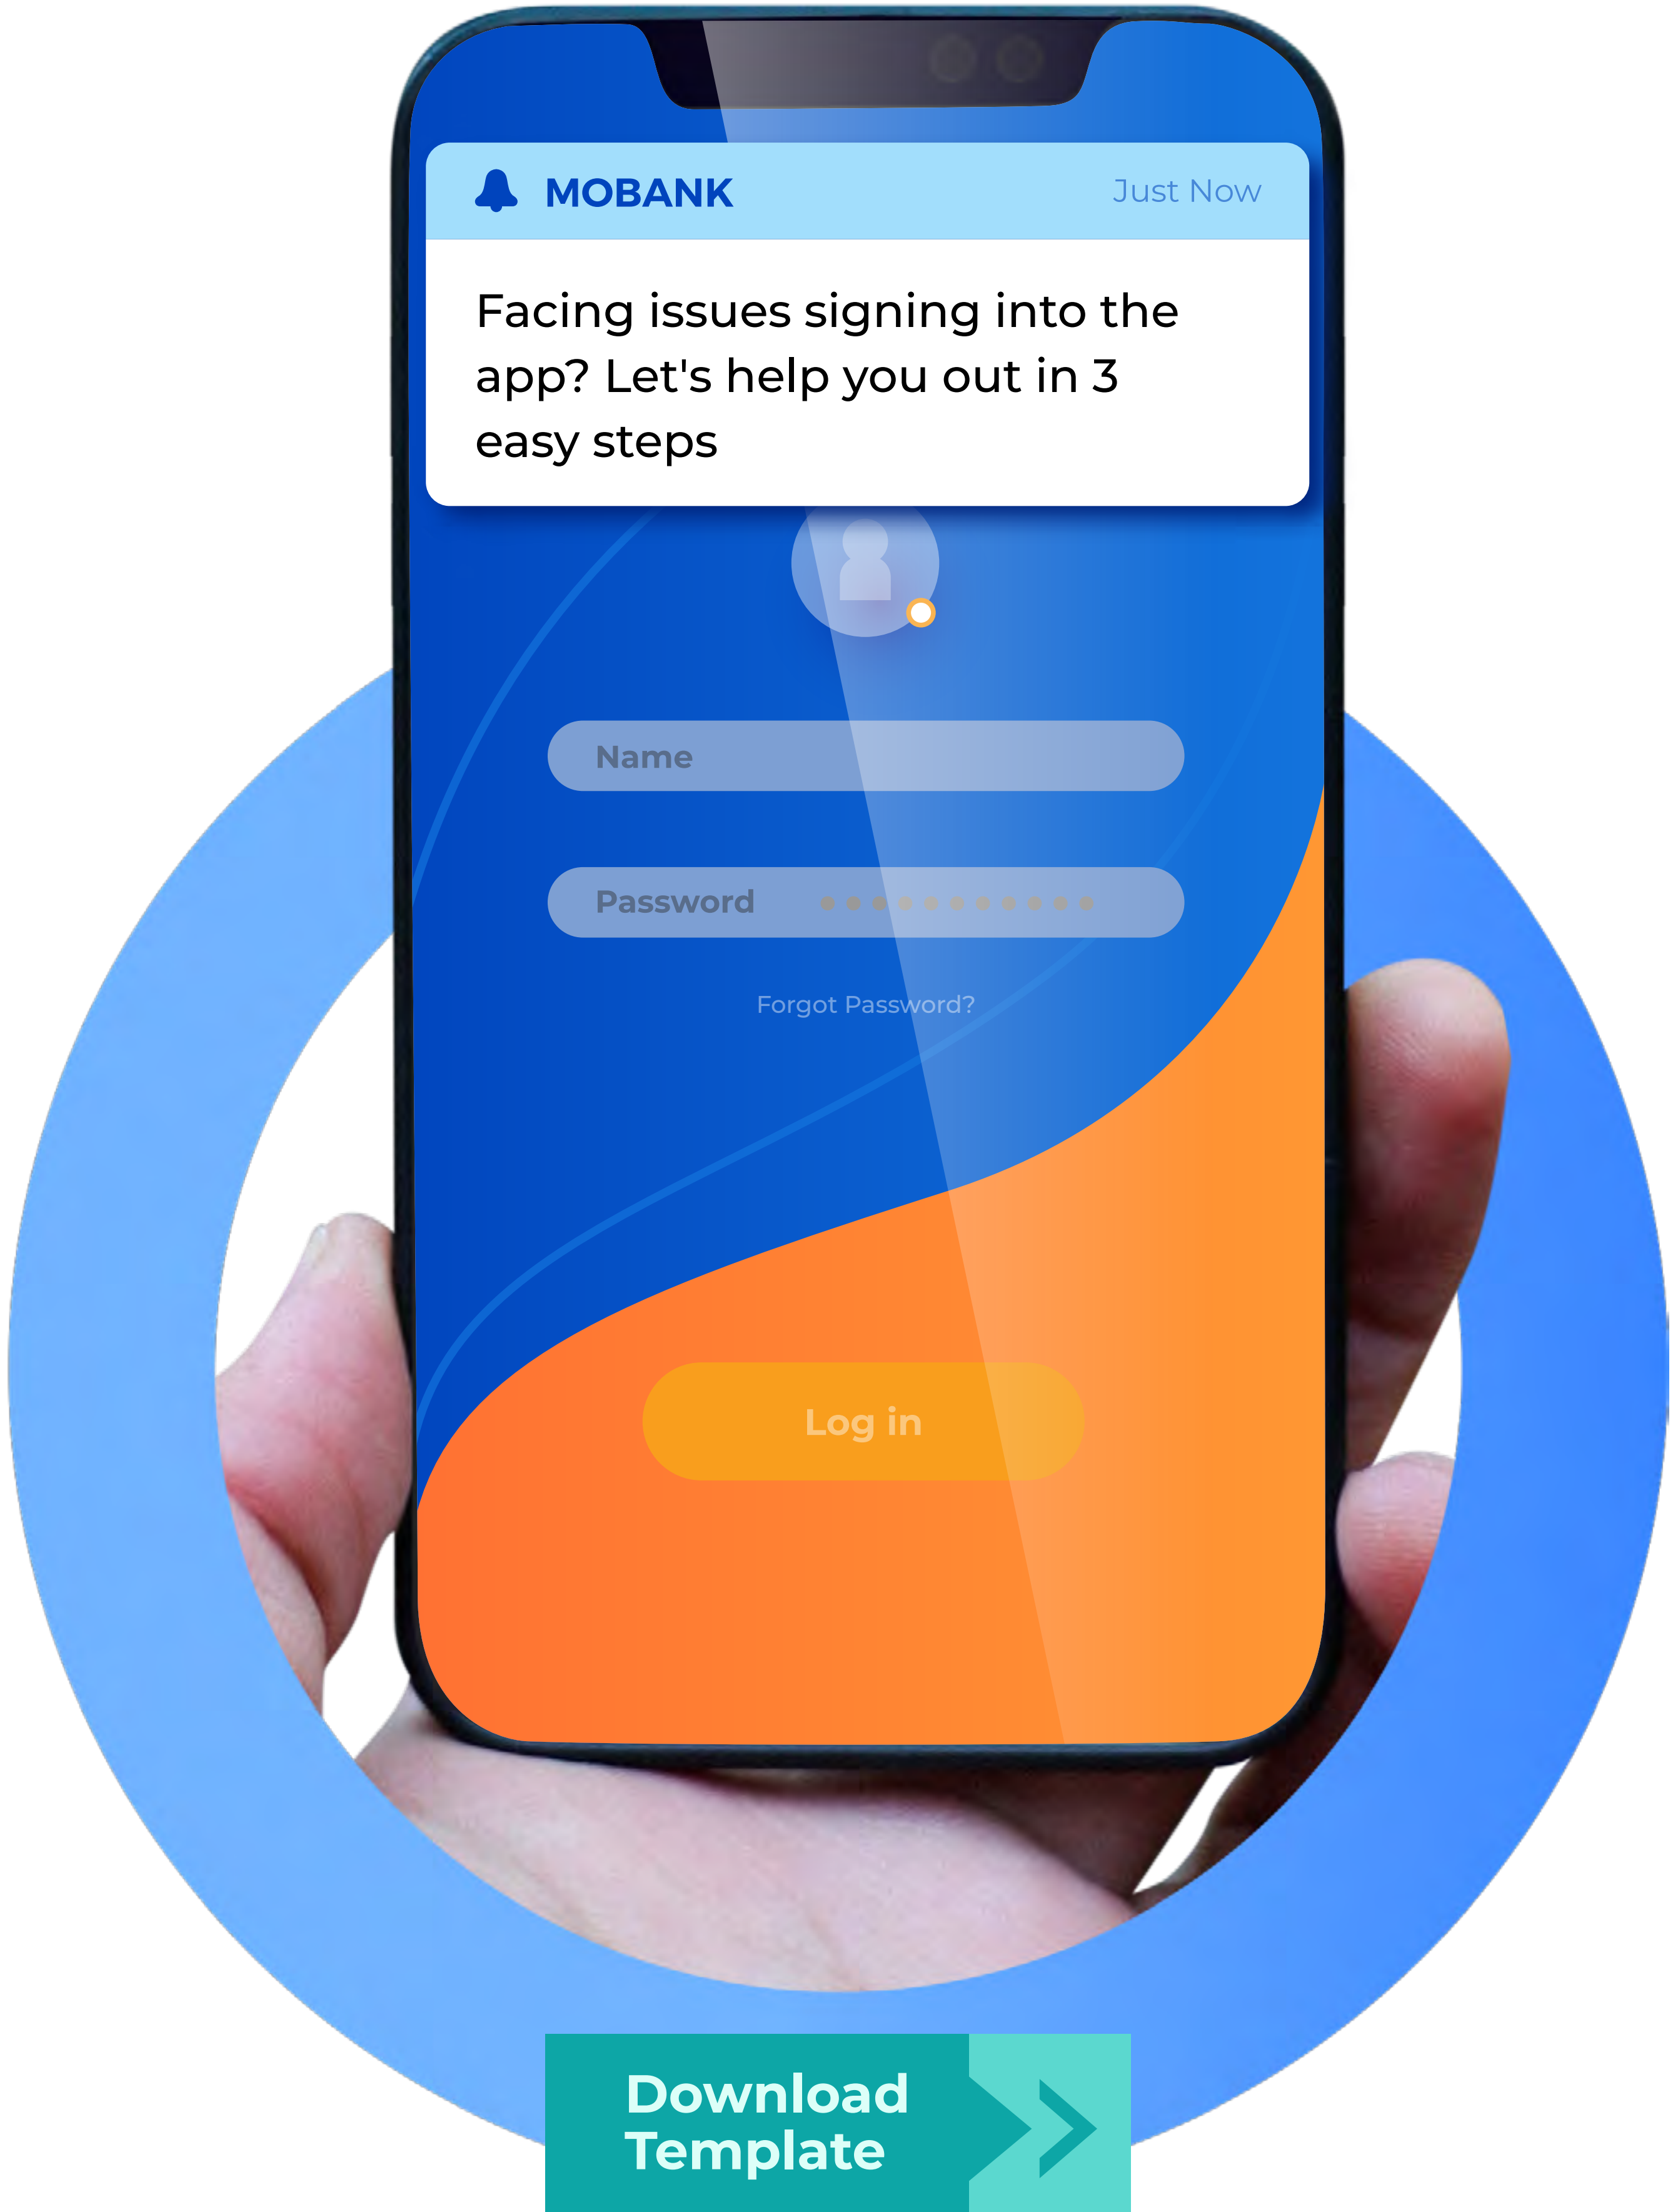 MOBANK
Just Now
Facing issues signing into the
app? Let's help you out in 3
easy steps
Name
Password
Forgot Password?
Log in
Download
Template